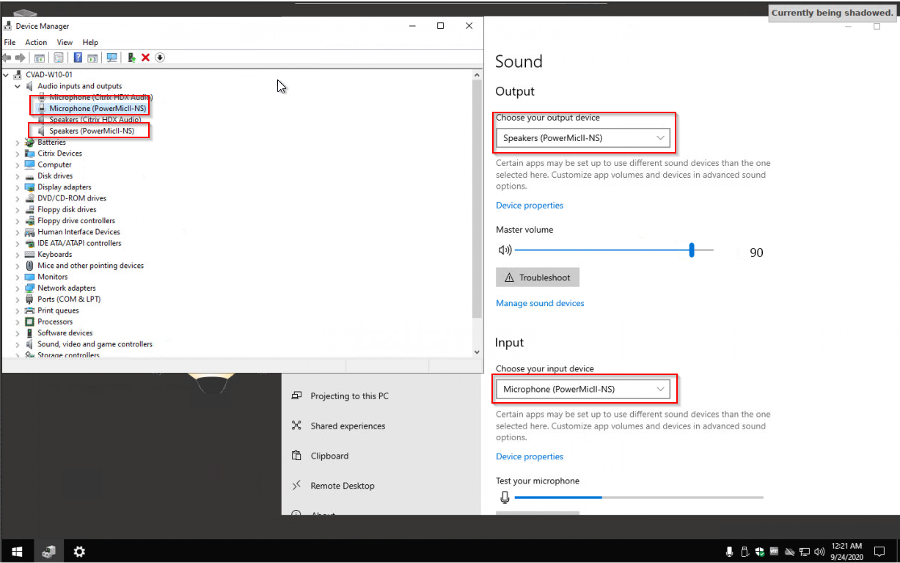 Currently being shadowed.
Device Manager
File Action View Help
CVAD-W10-01
Audio inputs and outputs
Microphone (Citrix HDX Audio)
Microphone (PowerMicII-NS)
Speakers (Citrix HDX Audio)
Speakers (PowerMicII-NS)
Batteries
Citrix Devices
Computer
Disk drives
Display adapters
DVD/CD-ROM drives
Floppy disk drives
Floppy drive controllers
Human Interface Devices
IDE ATA/ATAPI controllers
Keyboards
Mice and other pointing devices
Monitors
Network adapters
Ports (COM & LPT)
Print queues
Processors
Software devices
Sound, video and game controllers
Storage controllers
Projecting to this PC
Shared experiences
Clipboard
Remote Desktop
About
Sound
Output
Choose your output device
Speakers (PowerMicII-NS)
Certain apps may be set up to use different sound devices than the one
selected here. Customize app volumes and devices in advanced sound
options.
Device properties
Master volume
90
Troubleshoot
Manage sound devices
Input
Choose your input device
Microphone (PowerMicII-NS)
Certain apps may be set up to use different sound devices than the one
selected here. Customize app volumes and devices in advanced sound
options.
Device properties
Test your microphone
12:21 AM
9/24/2020